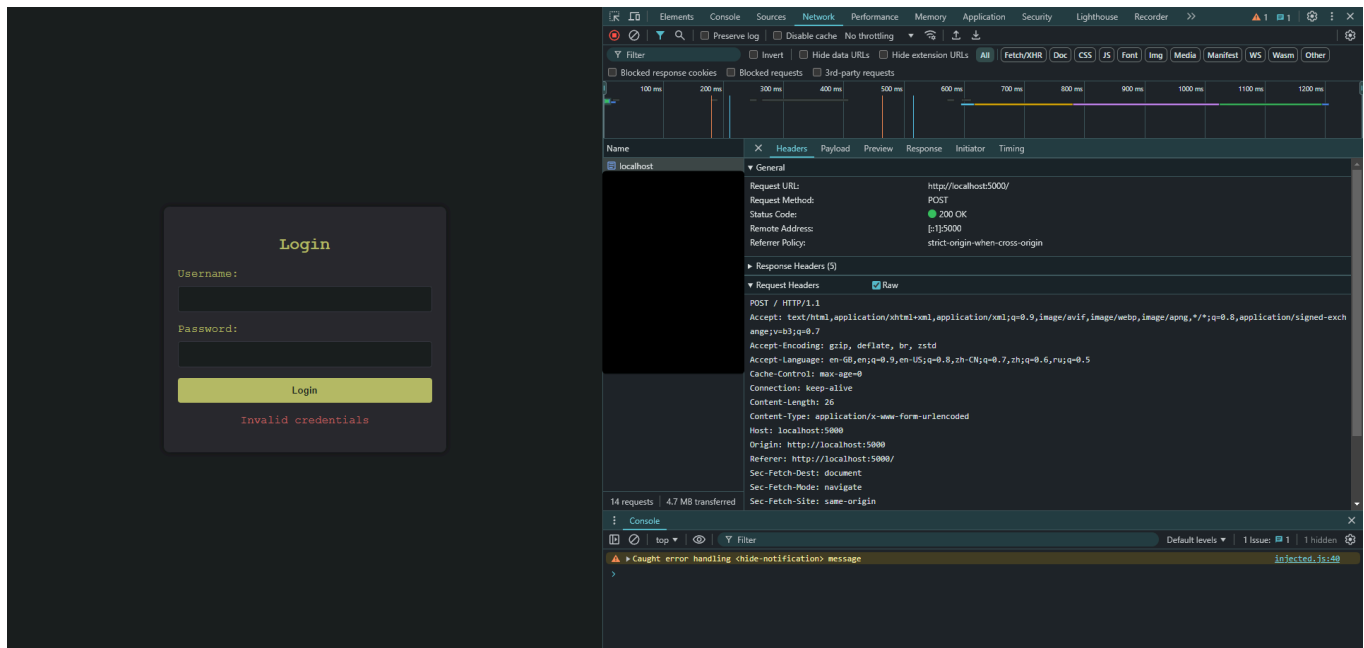 Login
Username:
Password:
Login
Invalid credentials
Elements Console Sources Network Performance Memory Application Security Lighthouse Recorder 1 1
Preserve log Disable cache No throttling
Filter Invert Hide data URLs Hide extension URLs All Fetch/XHR Doc CSS JS Font Img Media Manifest WS Wasm Other
Blocked response cookies Blocked requests 3rd-party requests
100 ms 200 ms 300 ms 400 ms 500 ms 600 ms 700 ms 800 ms 900 ms 1000 ms 1100 ms 1200 ms
Name Headers Payload Preview Response Initiator Timing
localhost
General
Request URL: http://localhost:5000/
Request Method: POST
Status Code: 200 OK
Remote Address: [::1]:5000
Referrer Policy: strict-origin-when-cross-origin
Response Headers (5)
Request Headers Raw
POST / HTTP/1.1
Accept: text/html,application/xhtml+xml,application/xml;q=0.9,image/avif,image/webp,image/apng,*/*;q=0.8,application/signed-exch
ange;v=b3;q=0.7
Accept-Encoding: gzip, deflate, br, zstd
Accept-Language: en-GB,en;q=0.9,en-US;q=0.8,zh-CN;q=0.7,zh;q=0.6,ru;q=0.5
Cache-Control: max-age=0
Connection: keep-alive
Content-Length: 26
Content-Type: application/x-www-form-urlencoded
Host: localhost:5000
Origin: http://localhost:5000
Referer: http://localhost:5000/
Sec-Fetch-Dest: document
Sec-Fetch-Mode: navigate
Sec-Fetch-Site: same-origin
14 requests 4.7 MB transferred
Console
top Filter Default levels 1 Issue: 1 1 hidden
Caught error handling <hide-notification> message injected.js:40